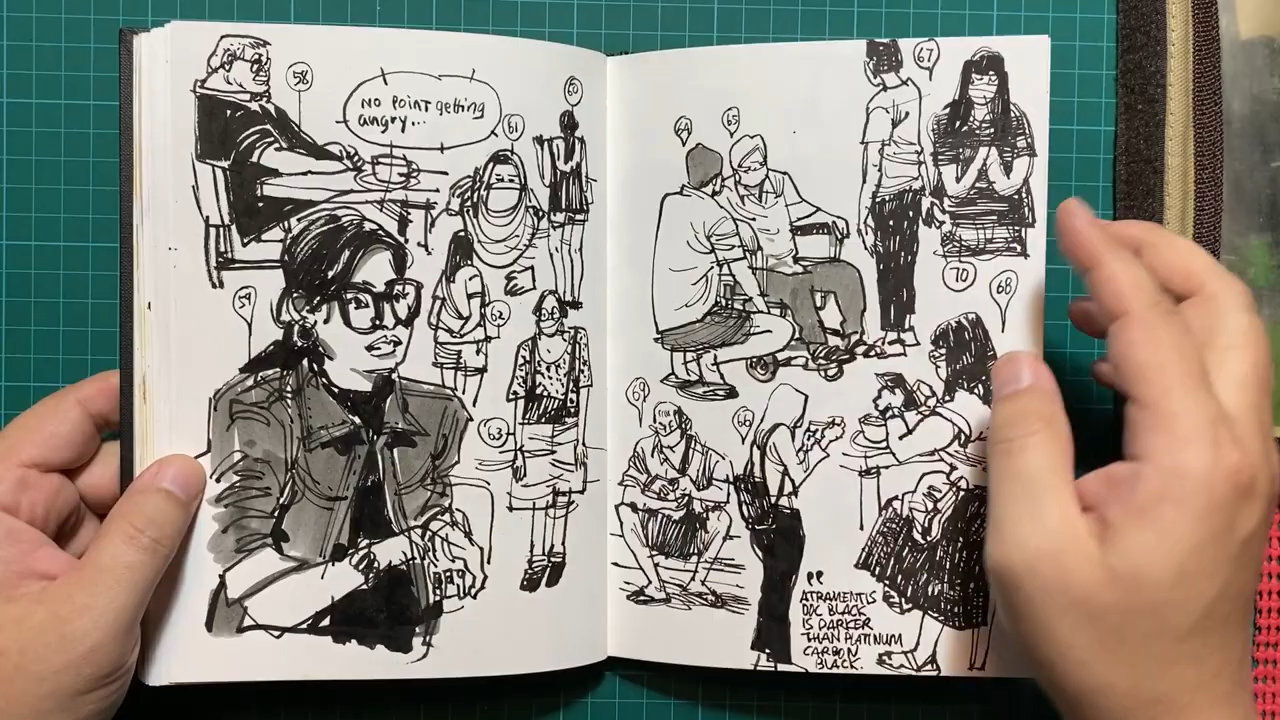 58
No Point getting
angry...
60
61
59
62
63
64
65
67
70
68
69
66
ATRAMENTIS
DOC BLACK
IS DARKER
THAN PLATINUM
CARBON
BLACK.